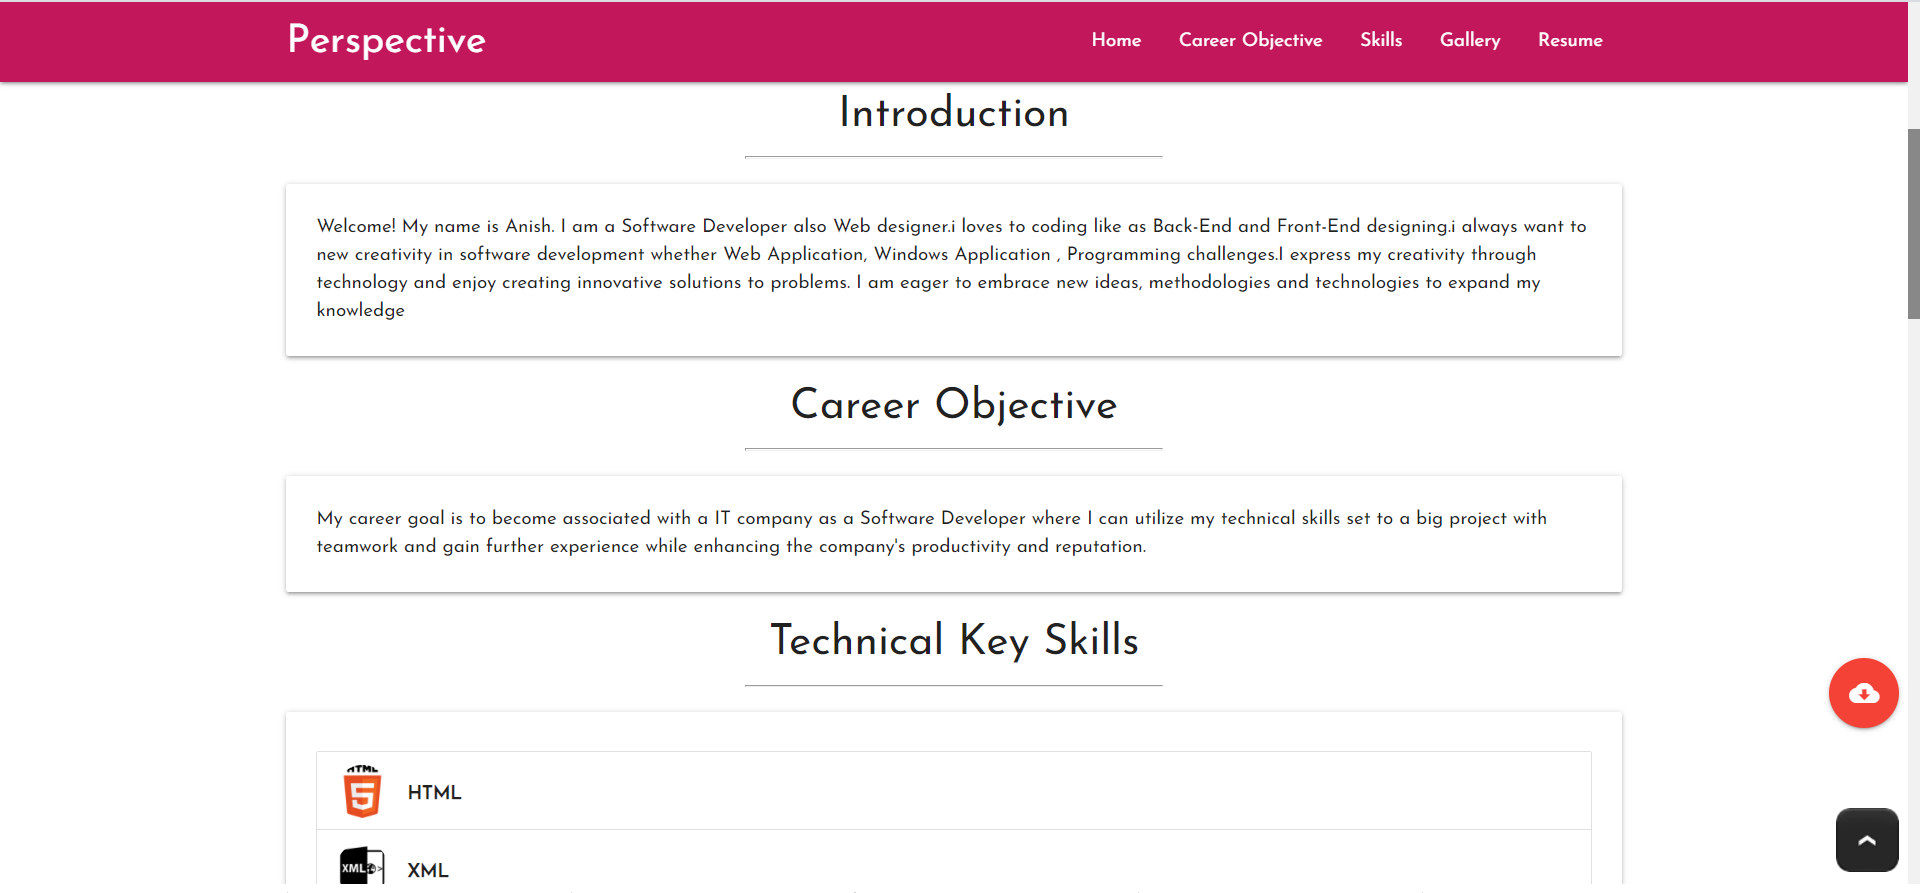 Perspective
Home Career Objective Skills Gallery Resume
Introduction
Welcome! My name is Anish. I am a Software Developer also Web designer.i loves to coding like as Back-End and Front-End designing.i always want to
new creativity in software development whether Web Application, Windows Application , Programming challenges.I express my creativity through
technology and enjoy creating innovative solutions to problems. I am eager to embrace new ideas, methodologies and technologies to expand my
knowledge
Career Objective
My career goal is to become associated with a IT company as a Software Developer where I can utilize my technical skills set to a big project with
teamwork and gain further experience while enhancing the company's productivity and reputation.
Technical Key Skills
HTML
5
HTML
XML
XML